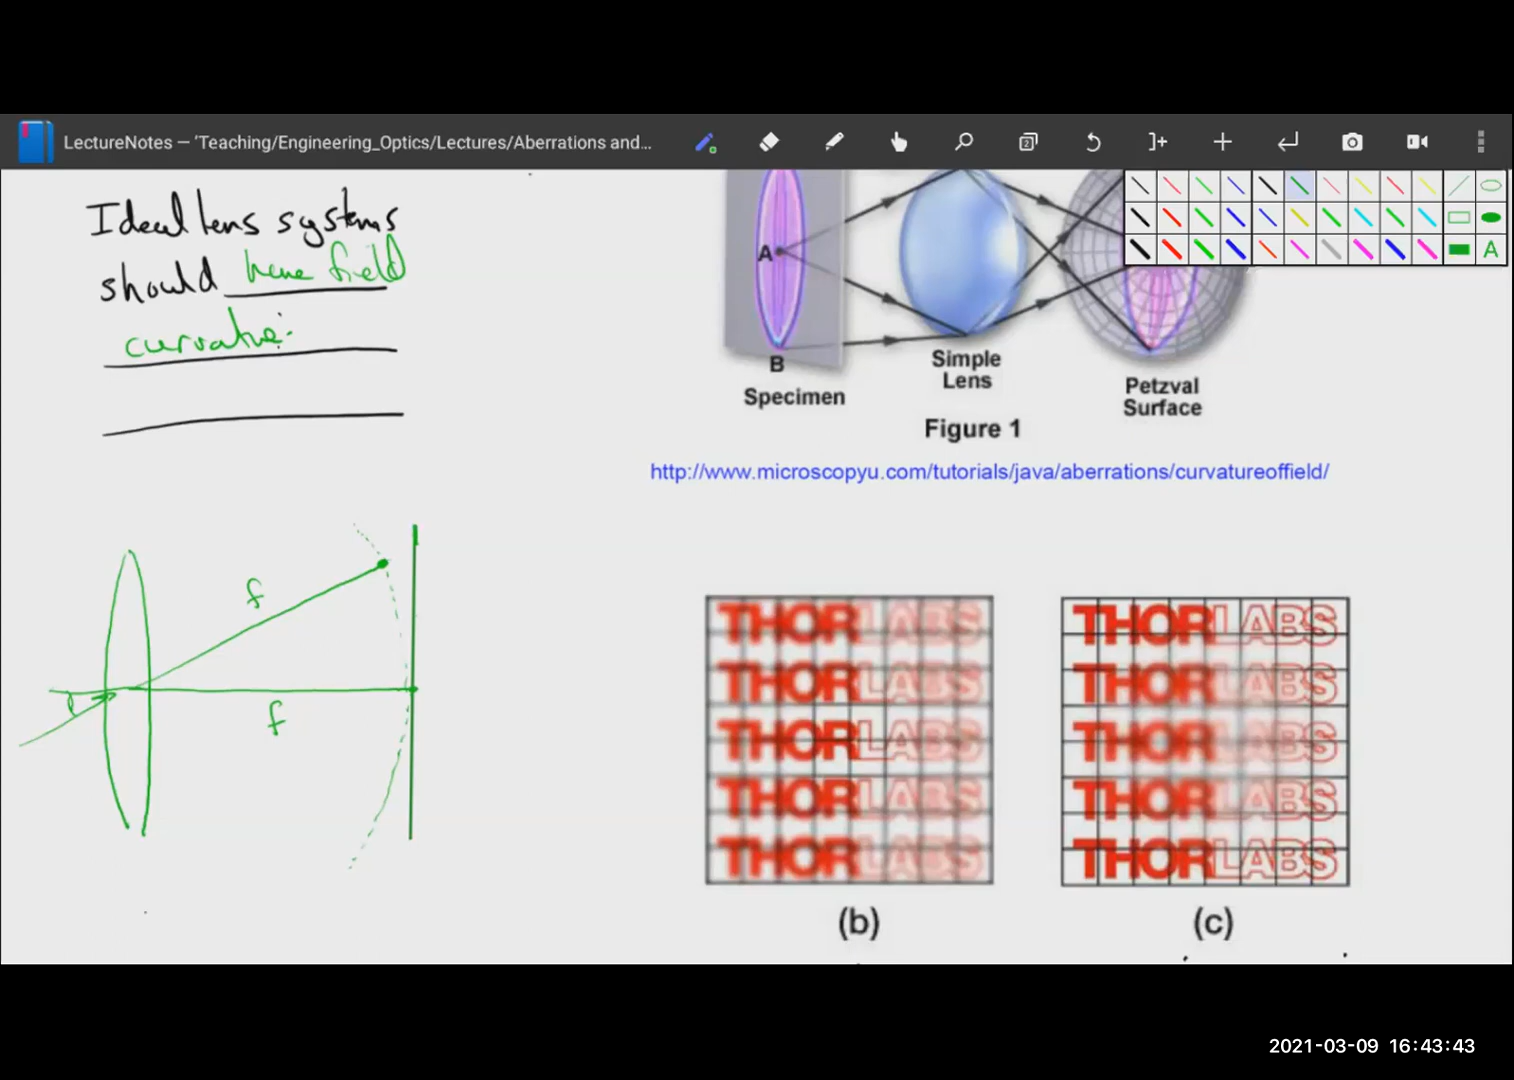 LectureNotes — 'Teaching/Engineering_Optics/Lectures/Aberrations and...
2
A
Ideal lens systems
should have field
curvature.
A
B
Specimen
Simple
Lens
Petzval
Surface
Figure 1
http://www.microscopyu.com/tutorials/java/aberrations/curvatureoffield/
f
f
THORLABS
THORLABS
THORLABS
THORLABS
THORLABS
(b)
THORLABS
THORLABS
THORLABS
THORLABS
THORLABS
(c)
2021-03-09 16:43:43